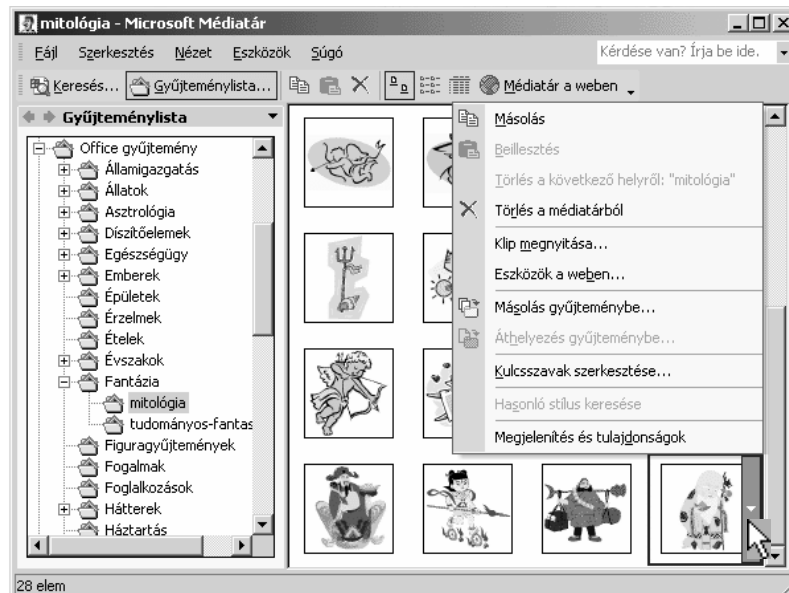 mitológia - Microsoft Médiatár
Fájl Szerkesztés Nézet Eszközök Súgó Kérdése van? Írja be ide.
Keresés... Gyűjteménylista... Médiatár a weben
Gyűjteménylista
Office gyűjtemény
Államigazgatás
Állatok
Asztrológia
Díszítőelemek
Egészségügy
Emberek
Épületek
Érzelmek
Ételek
Évszakok
Fantázia
mitológia
tudományos-fantas
Figuragyűjtemények
Fogalmak
Foglalkozások
Hátterek
Háztartás
Másolás
Beillesztés
Törlés a következő helyről: "mitológia"
Törlés a médiatárból
Klip megnyitása...
Eszközök a weben...
Másolás gyűjteménybe...
Áthelyezés gyűjteménybe...
Kulcsszavak szerkesztése...
Hasonló stílus keresése
Megjelenítés és tulajdonságok
28 elem